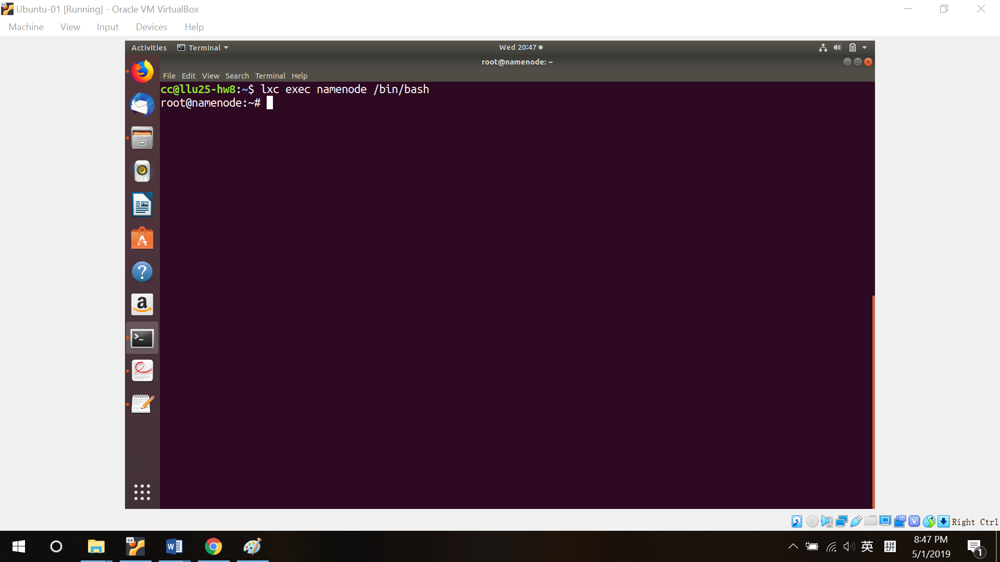 Ubuntu-01 [Running] - Oracle VM VirtualBox
Machine View Input Devices Help
Activities Terminal Wed 20:47
root@namenode: ~
File Edit View Search Terminal Help
cc@llu25-hw8:~$ lxc exec namenode /bin/bash
root@namenode:~#
Right Ctrl
英 拼 8:47 PM
5/1/2019
1